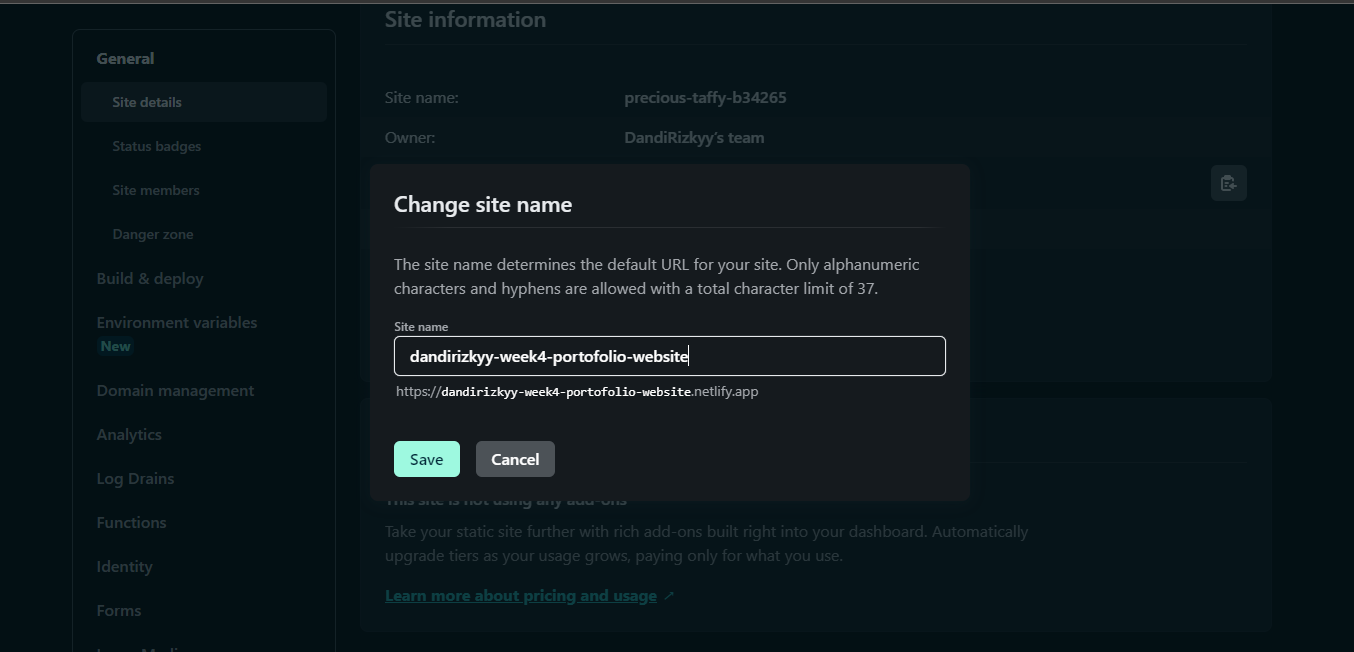 Site information
General
Site details
Status badges
Site members
Danger zone
Build & deploy
Environment variables
New
Domain management
Analytics
Log Drains
Functions
Identity
Forms
Site name:
precious-taffy-b34265
Owner:
DandiRizkyy's team
Change site name
The site name determines the default URL for your site. Only alphanumeric
characters and hyphens are allowed with a total character limit of 37.
Site name
dandirizkyy-week4-portofolio-website
https://dandirizkyy-week4-portofolio-website.netlify.app
Save
Cancel
This site is not using any add-ons
Take your static site further with rich add-ons built right into your dashboard. Automatically
upgrade tiers as your usage grows, paying only for what you use.
Learn more about pricing and usage ↗